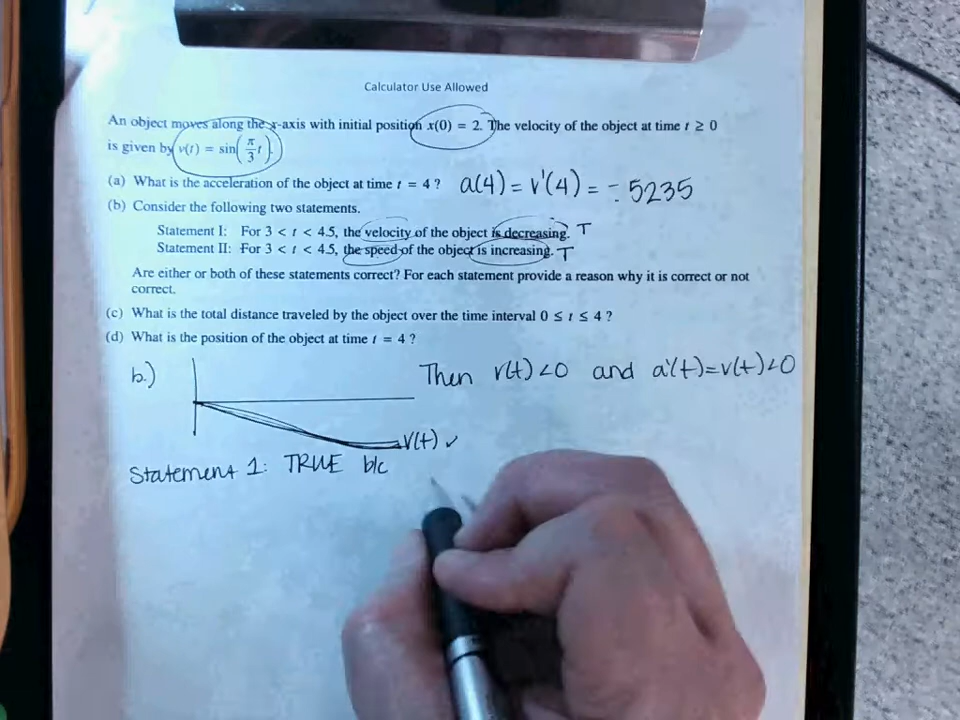 Calculator Use Allowed
An object moves along the x-axis with initial position x(0) = 2. The velocity of the object at time t ≥ 0
is given by v(t) = sin(π/3 t).
(a) What is the acceleration of the object at time t = 4 ? a(4) = v'(4) = -.5235
(b) Consider the following two statements.
Statement I: For 3 < t < 4.5, the velocity of the object is decreasing. T
Statement II: For 3 < t < 4.5, the speed of the object is increasing. T
Are either or both of these statements correct? For each statement provide a reason why it is correct or not
correct.
(c) What is the total distance traveled by the object over the time interval 0 ≤ t ≤ 4 ?
(d) What is the position of the object at time t = 4 ?
b.) Then v(t) < 0 and a'(t) = v(t) < 0
v(t) ✓
Statement 1: TRUE b/c